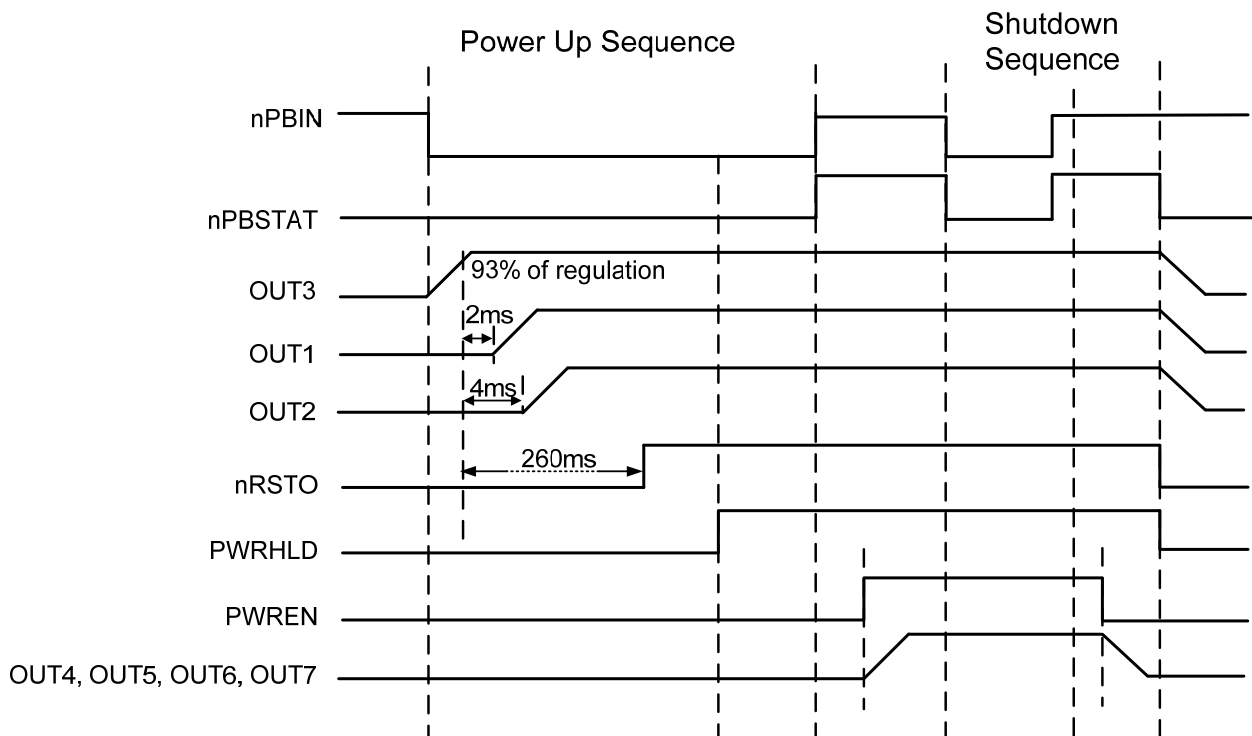 Power Up Sequence
Shutdown
Sequence
nPBIN
nPBSTAT
93% of regulation
OUT3
2ms
OUT1
4ms
OUT2
260ms
nRSTO
PWRHLD
PWREN
OUT4, OUT5, OUT6, OUT7